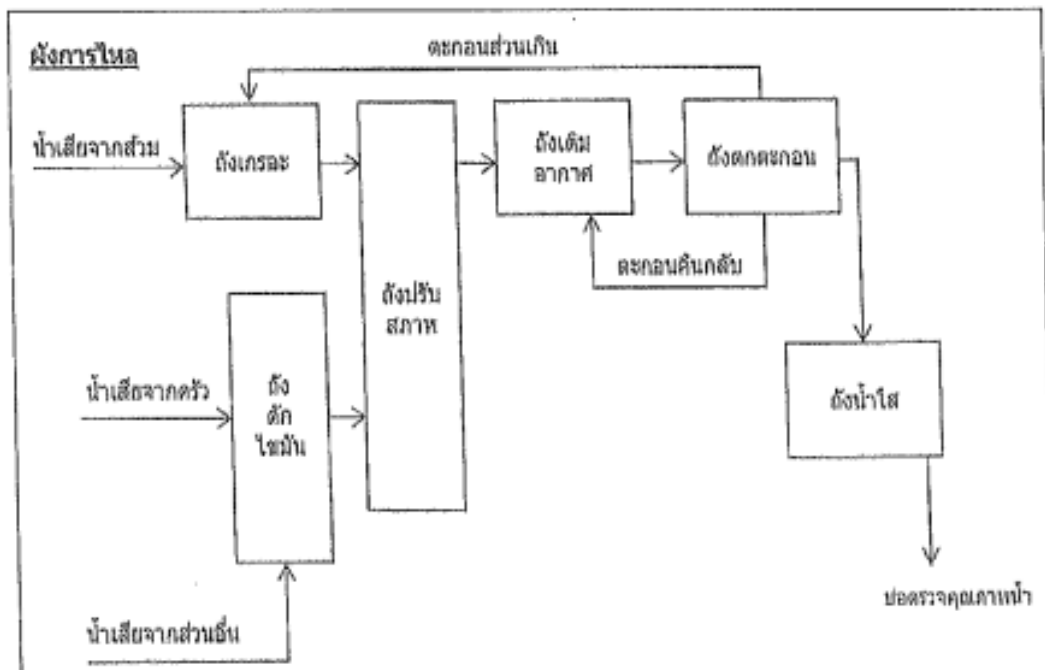 ผังการไหล
ตะกอนส่วนเกิน
น้ำเสียจากส้วม
ถังเกรอะ
ถังเติม
อากาศ
ถังตกตะกอน
ตะกอนคืนกลับ
ถังปรับ
สภาพ
น้ำเสียจากครัว
ถัง
ดัก
ไขมัน
ถังน้ำใส
น้ำเสียจากส่วนอื่น
บ่อตรวจคุณภาพน้ำ